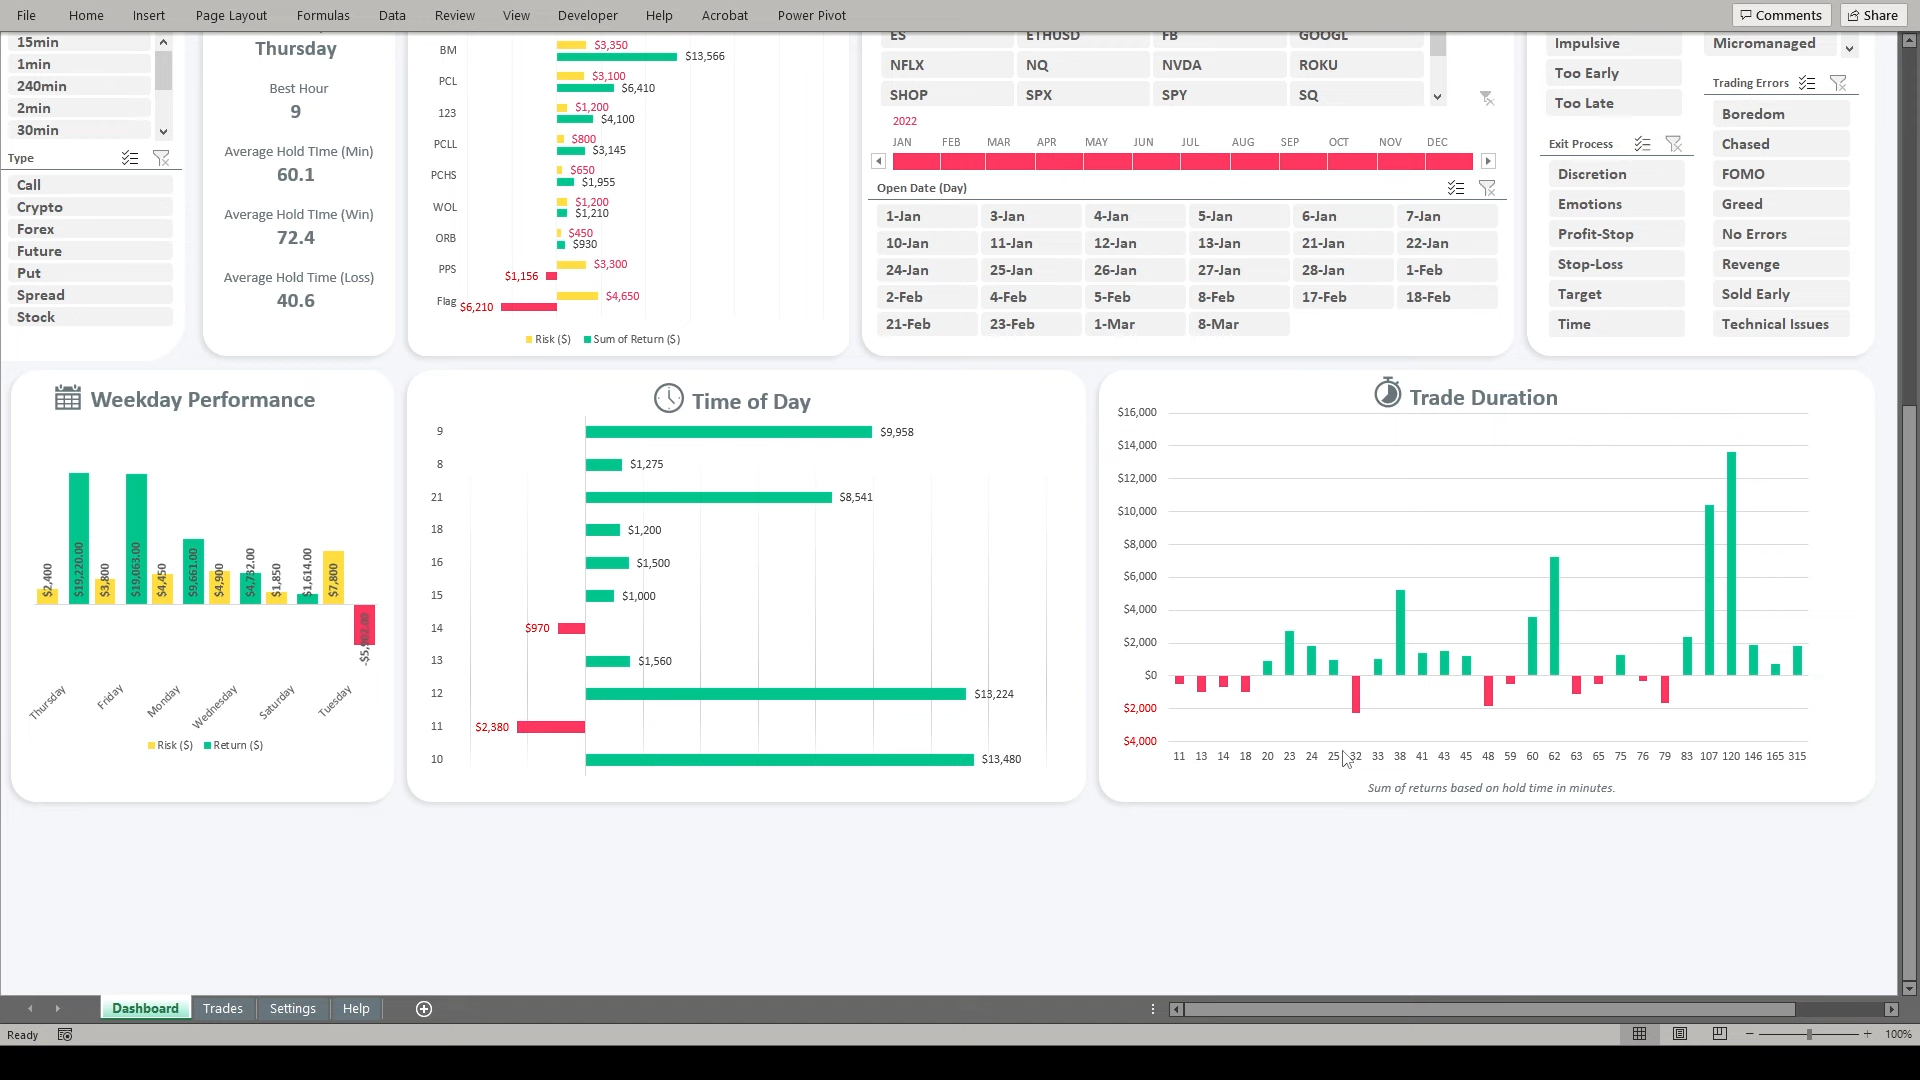 File Home Insert Page Layout Formulas Data Review View Developer Help Acrobat Power Pivot Comments Share
15min
1min
240min
2min
30min
Type
Call
Crypto
Forex
Future
Put
Spread
Stock
Thursday
Best Hour
9
Average Hold TIme (Min)
60.1
Average Hold TIme (Win)
72.4
Average Hold Time (Loss)
40.6
BM $3,350 $13,566
PCL $3,100 $6,410
123 $1,200 $4,100
PCLL $800 $3,145
PCHS $650 $1,955
WOL $1,200 $1,210
ORB $450 $930
PPS $3,300 $1,156
Flag $4,650 $6,210
Risk ($) Sum of Return ($)
ES ETHUSD FB GOOGL
NFLX NQ NVDA ROKU
SHOP SPX SPY SQ
2022
JAN FEB MAR APR MAY JUN JUL AUG SEP OCT NOV DEC
Open Date (Day)
1-Jan 3-Jan 4-Jan 5-Jan 6-Jan 7-Jan
10-Jan 11-Jan 12-Jan 13-Jan 21-Jan 22-Jan
24-Jan 25-Jan 26-Jan 27-Jan 28-Jan 1-Feb
2-Feb 4-Feb 5-Feb 8-Feb 17-Feb 18-Feb
21-Feb 23-Feb 1-Mar 8-Mar
Impulsive
Too Early
Too Late
Exit Process
Discretion
Emotions
Profit-Stop
Stop-Loss
Target
Time
Micromanaged
Trading Errors
Boredom
Chased
FOMO
Greed
No Errors
Revenge
Sold Early
Technical Issues
Weekday Performance
$2,400 $19,220.00 $3,800 $19,063.00 $4,450 $9,661.00 $4,900 $4,732.00 $1,850 $1,614.00 $7,800
Thursday Friday Monday Wednesday Saturday Tuesday
Risk ($) Return ($)
Time of Day
9 $9,958
8 $1,275
21 $8,541
18 $1,200
16 $1,500
15 $1,000
14 $970
13 $1,560
12 $13,224
11 $2,380
10 $13,480
Trade Duration
$16,000
$14,000
$12,000
$10,000
$8,000
$6,000
$4,000
$2,000
$0
$2,000
$4,000
11 13 14 18 20 23 24 25 32 33 38 41 43 45 48 59 60 62 63 65 75 76 79 83 107 120 146 165 315
Sum of returns based on hold time in minutes.
Dashboard Trades Settings Help
Ready 100%